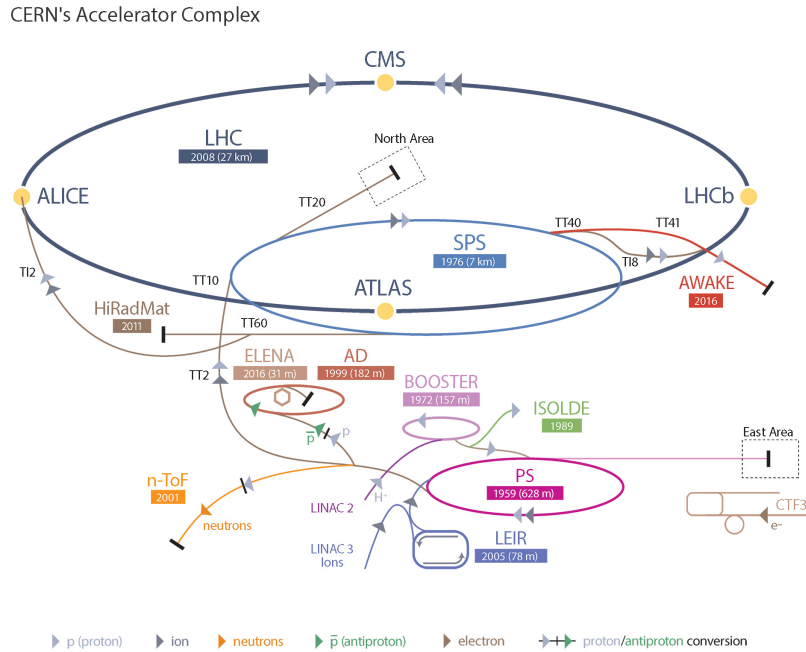 CERN's Accelerator Complex
CMS
LHC
2008 (27 km)
North Area
ALICE
LHCb
TT20
TT40
TT41
SPS
1976 (7 km)
TI8
TI2
TT10
ATLAS
AWAKE
2016
HiRadMat
2011
TT60
ELENA
2016 (31 m)
AD
1999 (182 m)
TT2
BOOSTER
1972 (157 m)
ISOLDE
1989
p̅
p
East Area
n-ToF
2001
PS
1959 (628 m)
H⁺
LINAC 2
neutrons
CTF3
e⁻
LEIR
2005 (78 m)
LINAC 3
Ions
p (proton)
ion
neutrons
p̅ (antiproton)
electron
proton/antiproton conversion